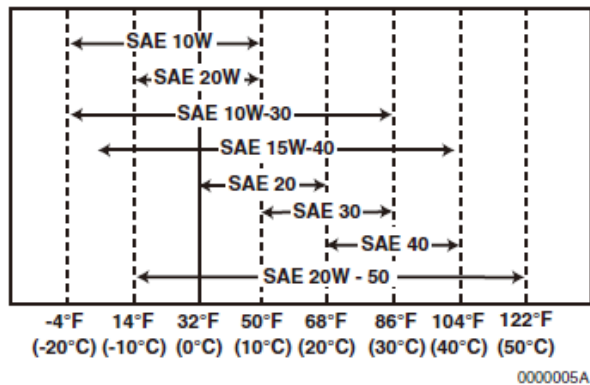 SAE 10W
SAE 20W
SAE 10W-30
SAE 15W-40
SAE 20
SAE 30
SAE 40
SAE 20W - 50
-4°F 14°F 32°F 50°F 68°F 86°F 104°F 122°F
(-20°C) (-10°C) (0°C) (10°C) (20°C) (30°C) (40°C) (50°C)
0000005A